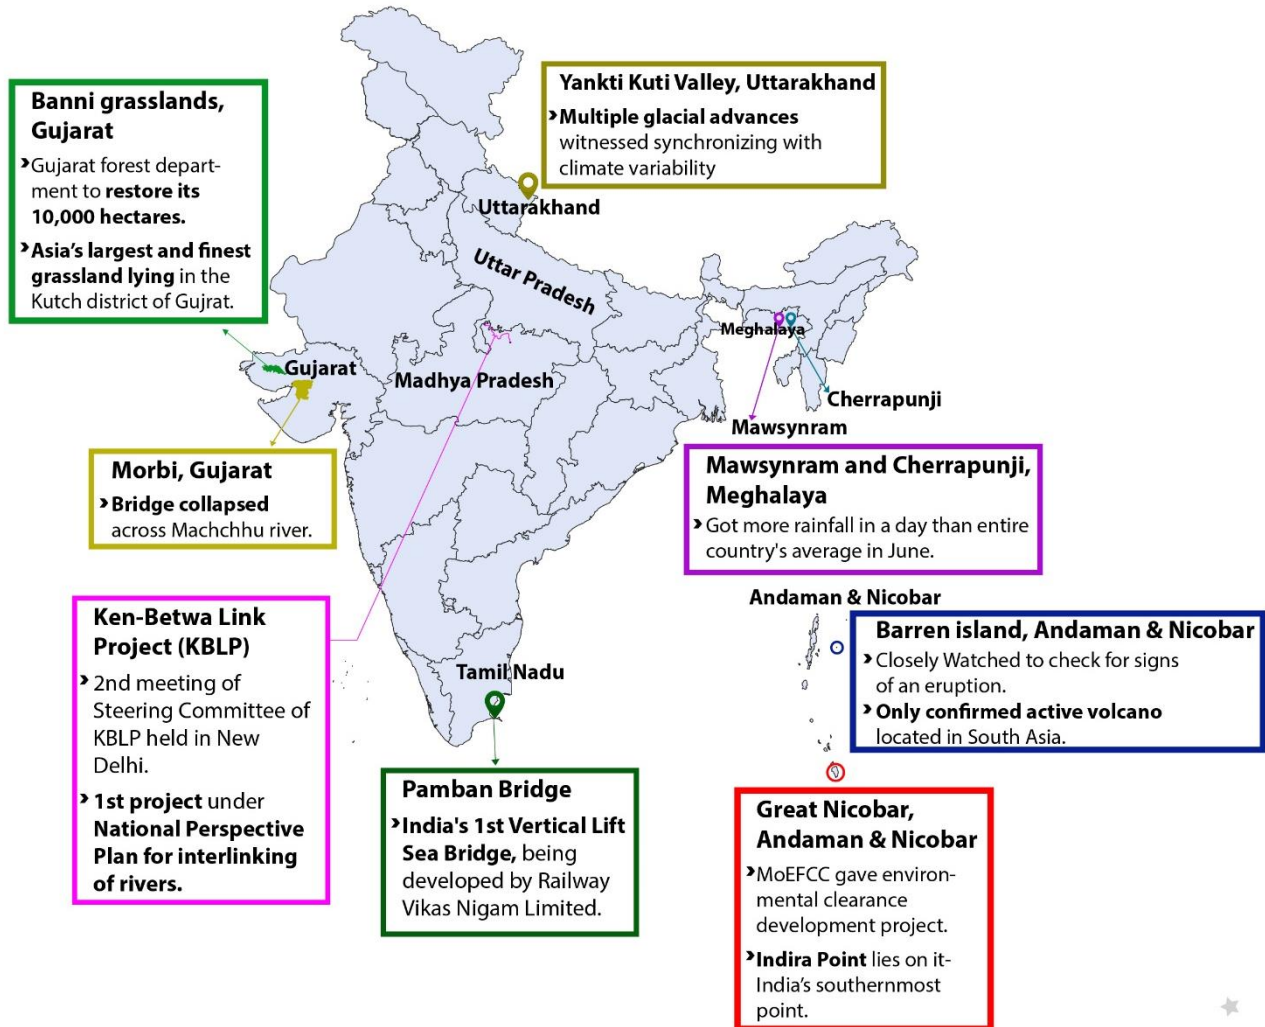 Banni grasslands,
Gujarat
Gujarat forest depart-
ment to restore its
10,000 hectares.
Asia's largest and finest
grassland lying in the
Kutch district of Gujrat.
Yankti Kuti Valley, Uttarakhand
Multiple glacial advances
witnessed synchronizing with
climate variability
Uttarakhand
Uttar Pradesh
Meghalaya
Gujarat
Madhya Pradesh
Cherrapunji
Mawsynram
Morbi, Gujarat
Bridge collapsed
across Machchhu river.
Mawsynram and Cherrapunji,
Meghalaya
Got more rainfall in a day than entire
country's average in June.
Ken-Betwa Link
Project (KBLP)
2nd meeting of
Steering Committee of
KBLP held in New
Delhi.
1st project under
National Perspective
Plan for interlinking
of rivers.
Tamil Nadu
Pamban Bridge
India's 1st Vertical Lift
Sea Bridge, being
developed by Railway
Vikas Nigam Limited.
Andaman & Nicobar
Barren island, Andaman & Nicobar
Closely Watched to check for signs
of an eruption.
Only confirmed active volcano
located in South Asia.
Great Nicobar,
Andaman & Nicobar
MoEFCC gave environ-
mental clearance
development project.
Indira Point lies on it-
India's southernmost
point.